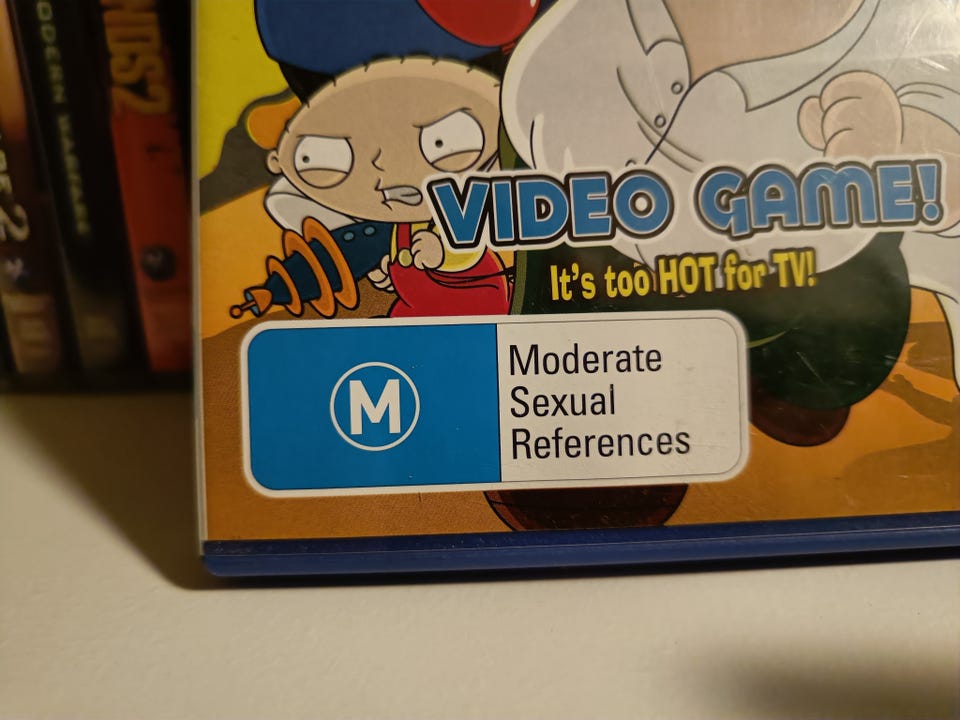 VIDEO GAME!
It's too HOT for TV!
M
Moderate
Sexual
References